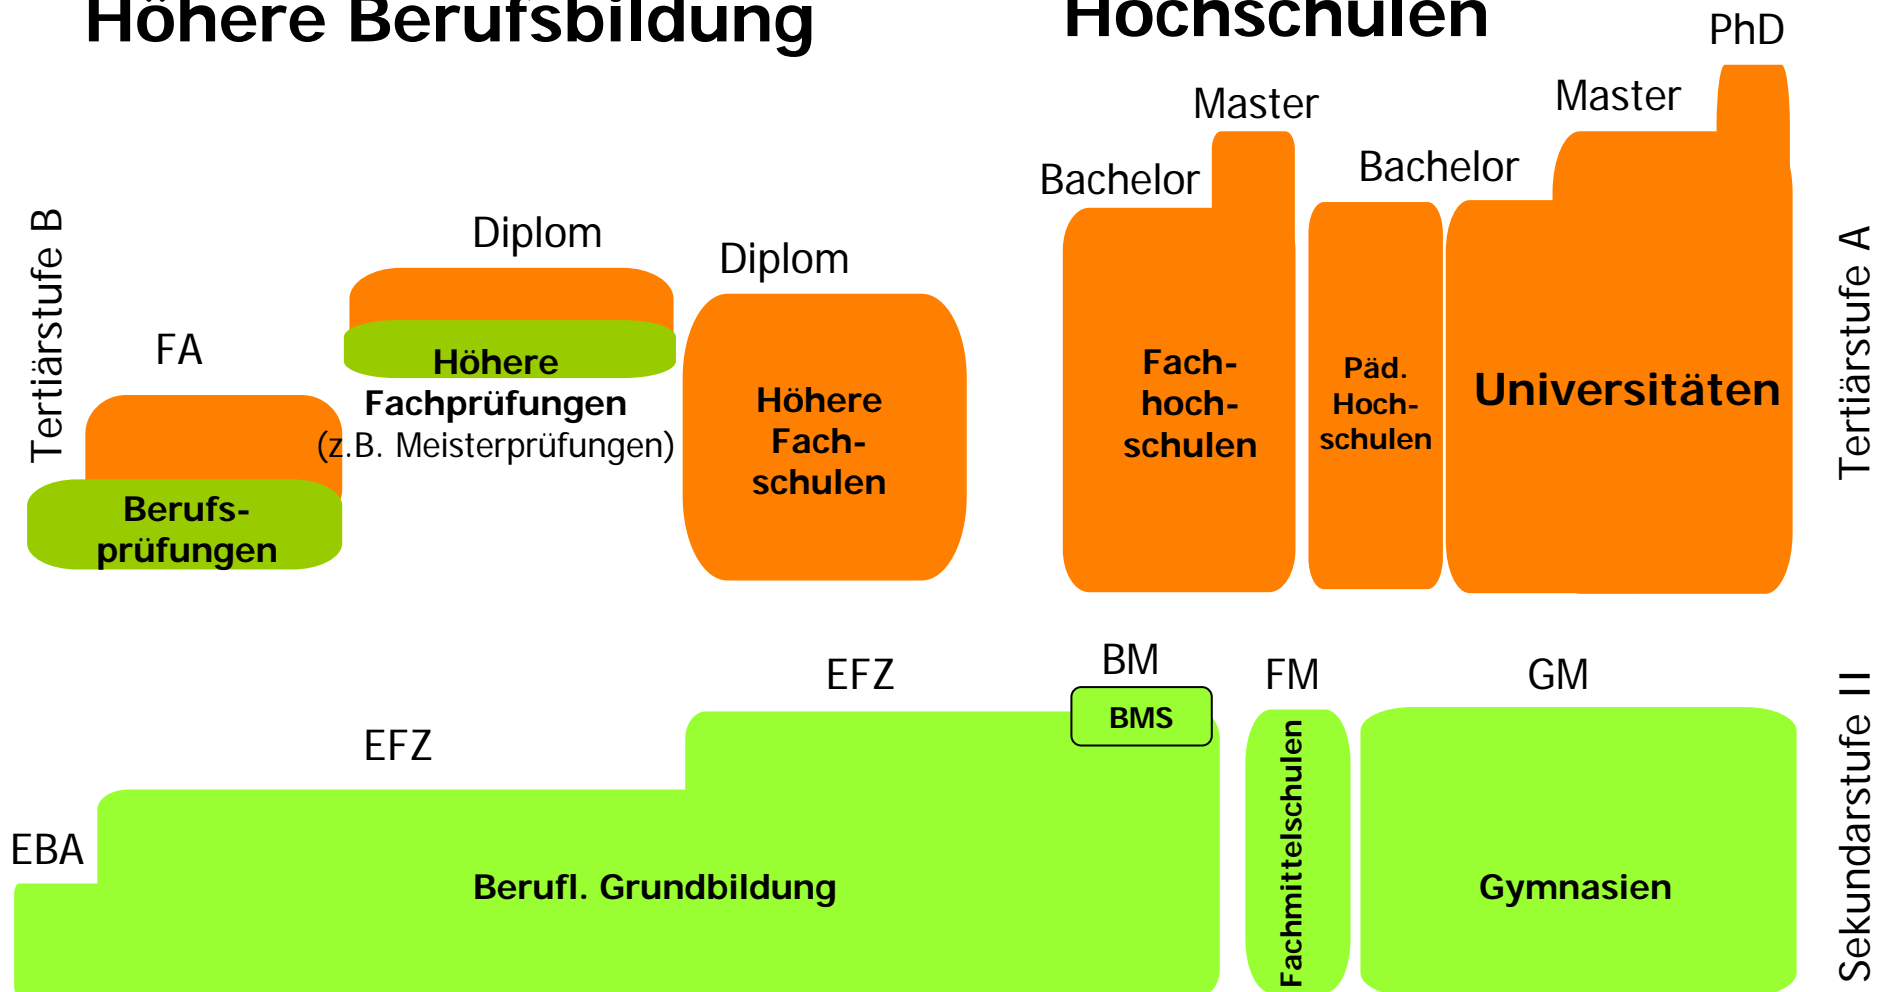 Höhere Berufsbildung
Hochschulen
PhD
Master
Master
Bachelor
Bachelor
Tertiärstufe B
Diplom
Diplom
FA
Höhere
Fachprüfungen
(z.B. Meisterprüfungen)
Berufs-
prüfungen
Höhere
Fach-
schulen
Fach-
hoch-
schulen
Päd.
Hoch-
schulen
Universitäten
Tertiärstufe A
EBA
EFZ
EFZ
BM
BMS
FM
GM
Berufl. Grundbildung
Fachmittelschulen
Gymnasien
Sekundarstufe II